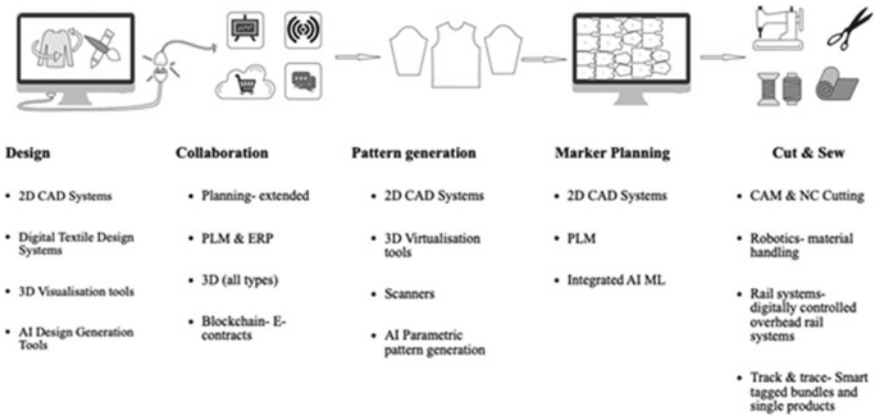 Design
• 2D CAD Systems
• Digital Textile Design
Systems
• 3D Visualisation tools
• AI Design Generation
Tools
Collaboration
• Planning- extended
• PLM & ERP
• 3D (all types)
• Blockchain- E-
contracts
Pattern generation
• 2D CAD Systems
• 3D Virtualisation
tools
• Scanners
• AI Parametric
pattern generation
Marker Planning
• 2D CAD Systems
• PLM
• Integrated AI ML
Cut & Sew
• CAM & NC Cutting
• Robotics- material
handling
• Rail systems-
digitally controlled
overhead rail
systems
• Track & trace- Smart
tagged bundles and
single products